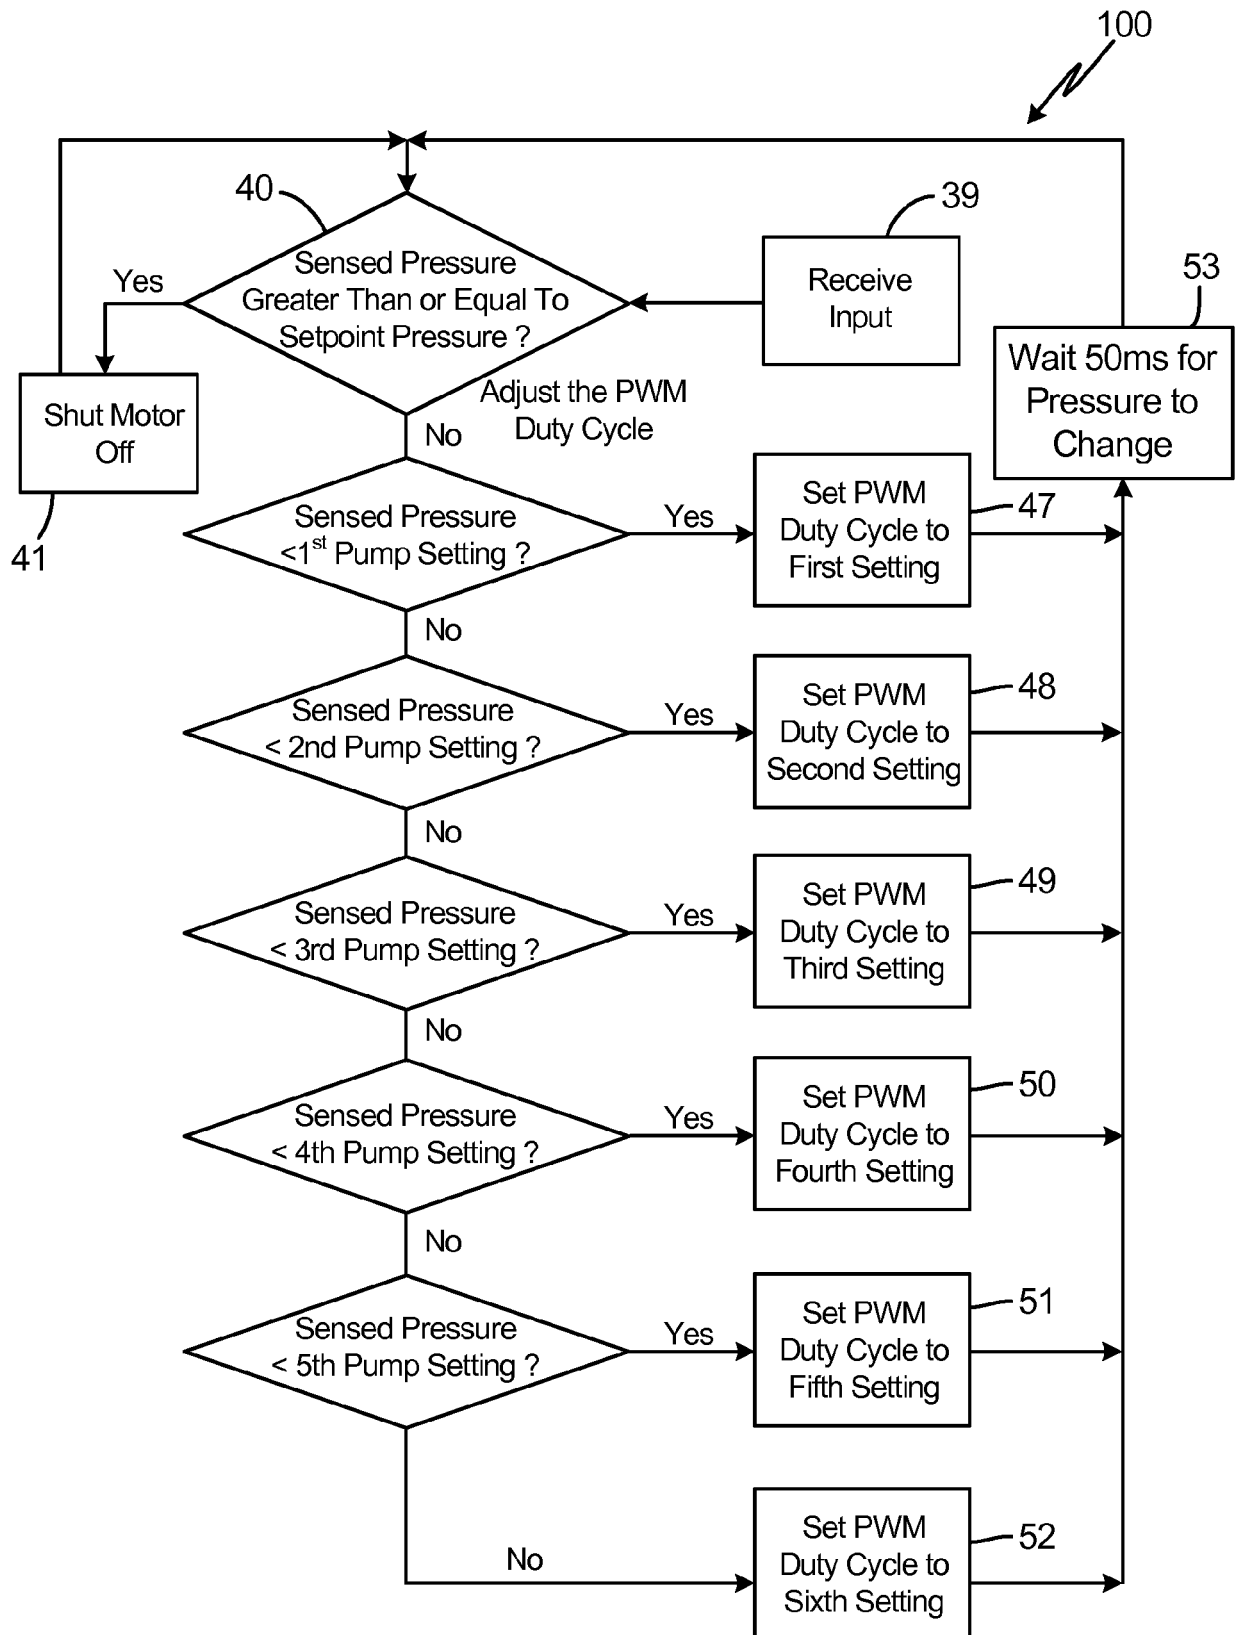 100
40
39
Sensed Pressure
Greater Than or Equal To
Setpoint Pressure ?
Yes
Receive
Input
53
Wait 50ms for
Pressure to
Change
Shut Motor
Off
41
Adjust the PWM
Duty Cycle
No
Sensed Pressure
<1st Pump Setting ?
Yes
Set PWM
Duty Cycle to
First Setting
47
No
Sensed Pressure
< 2nd Pump Setting ?
Yes
Set PWM
Duty Cycle to
Second Setting
48
No
Sensed Pressure
< 3rd Pump Setting ?
Yes
Set PWM
Duty Cycle to
Third Setting
49
No
Sensed Pressure
< 4th Pump Setting ?
Yes
Set PWM
Duty Cycle to
Fourth Setting
50
No
Sensed Pressure
< 5th Pump Setting ?
Yes
Set PWM
Duty Cycle to
Fifth Setting
51
No
Set PWM
Duty Cycle to
Sixth Setting
52